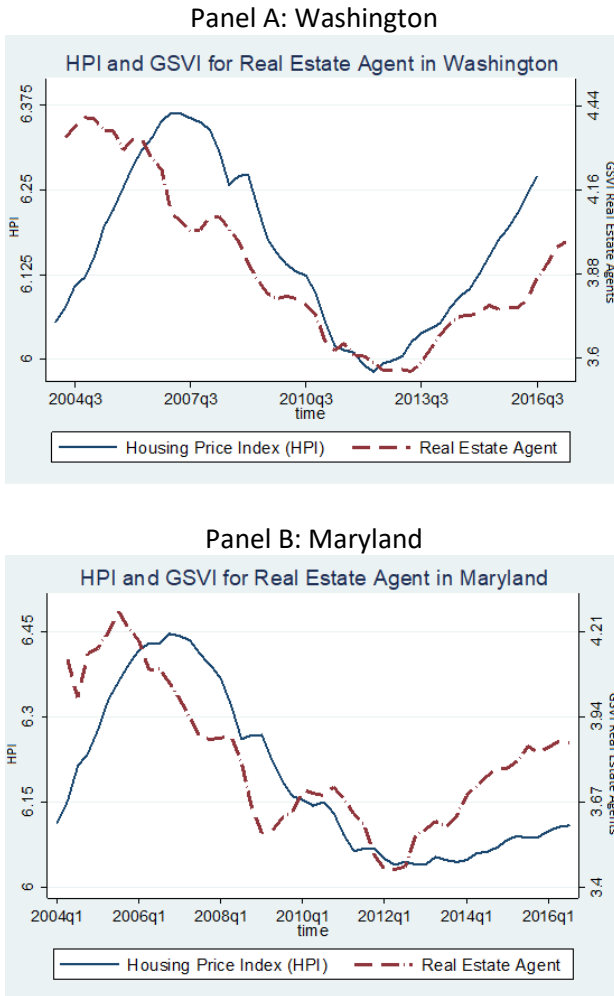 Panel A: Washington
HPI and GSVI for Real Estate Agent in Washington
HPI
6.375
6.25
6.125
6
4.44
4.16
3.88
3.6
GSVI Real Estate Agents
2004q3 2007q3 2010q3 2013q3 2016q3
time
Housing Price Index (HPI) Real Estate Agent
Panel B: Maryland
HPI and GSVI for Real Estate Agent in Maryland
HPI
6.45
6.3
6.15
6
4.21
3.94
3.67
3.4
GSVI Real Estate Agents
2004q1 2006q1 2008q1 2010q1 2012q1 2014q1 2016q1
time
Housing Price Index (HPI) Real Estate Agent